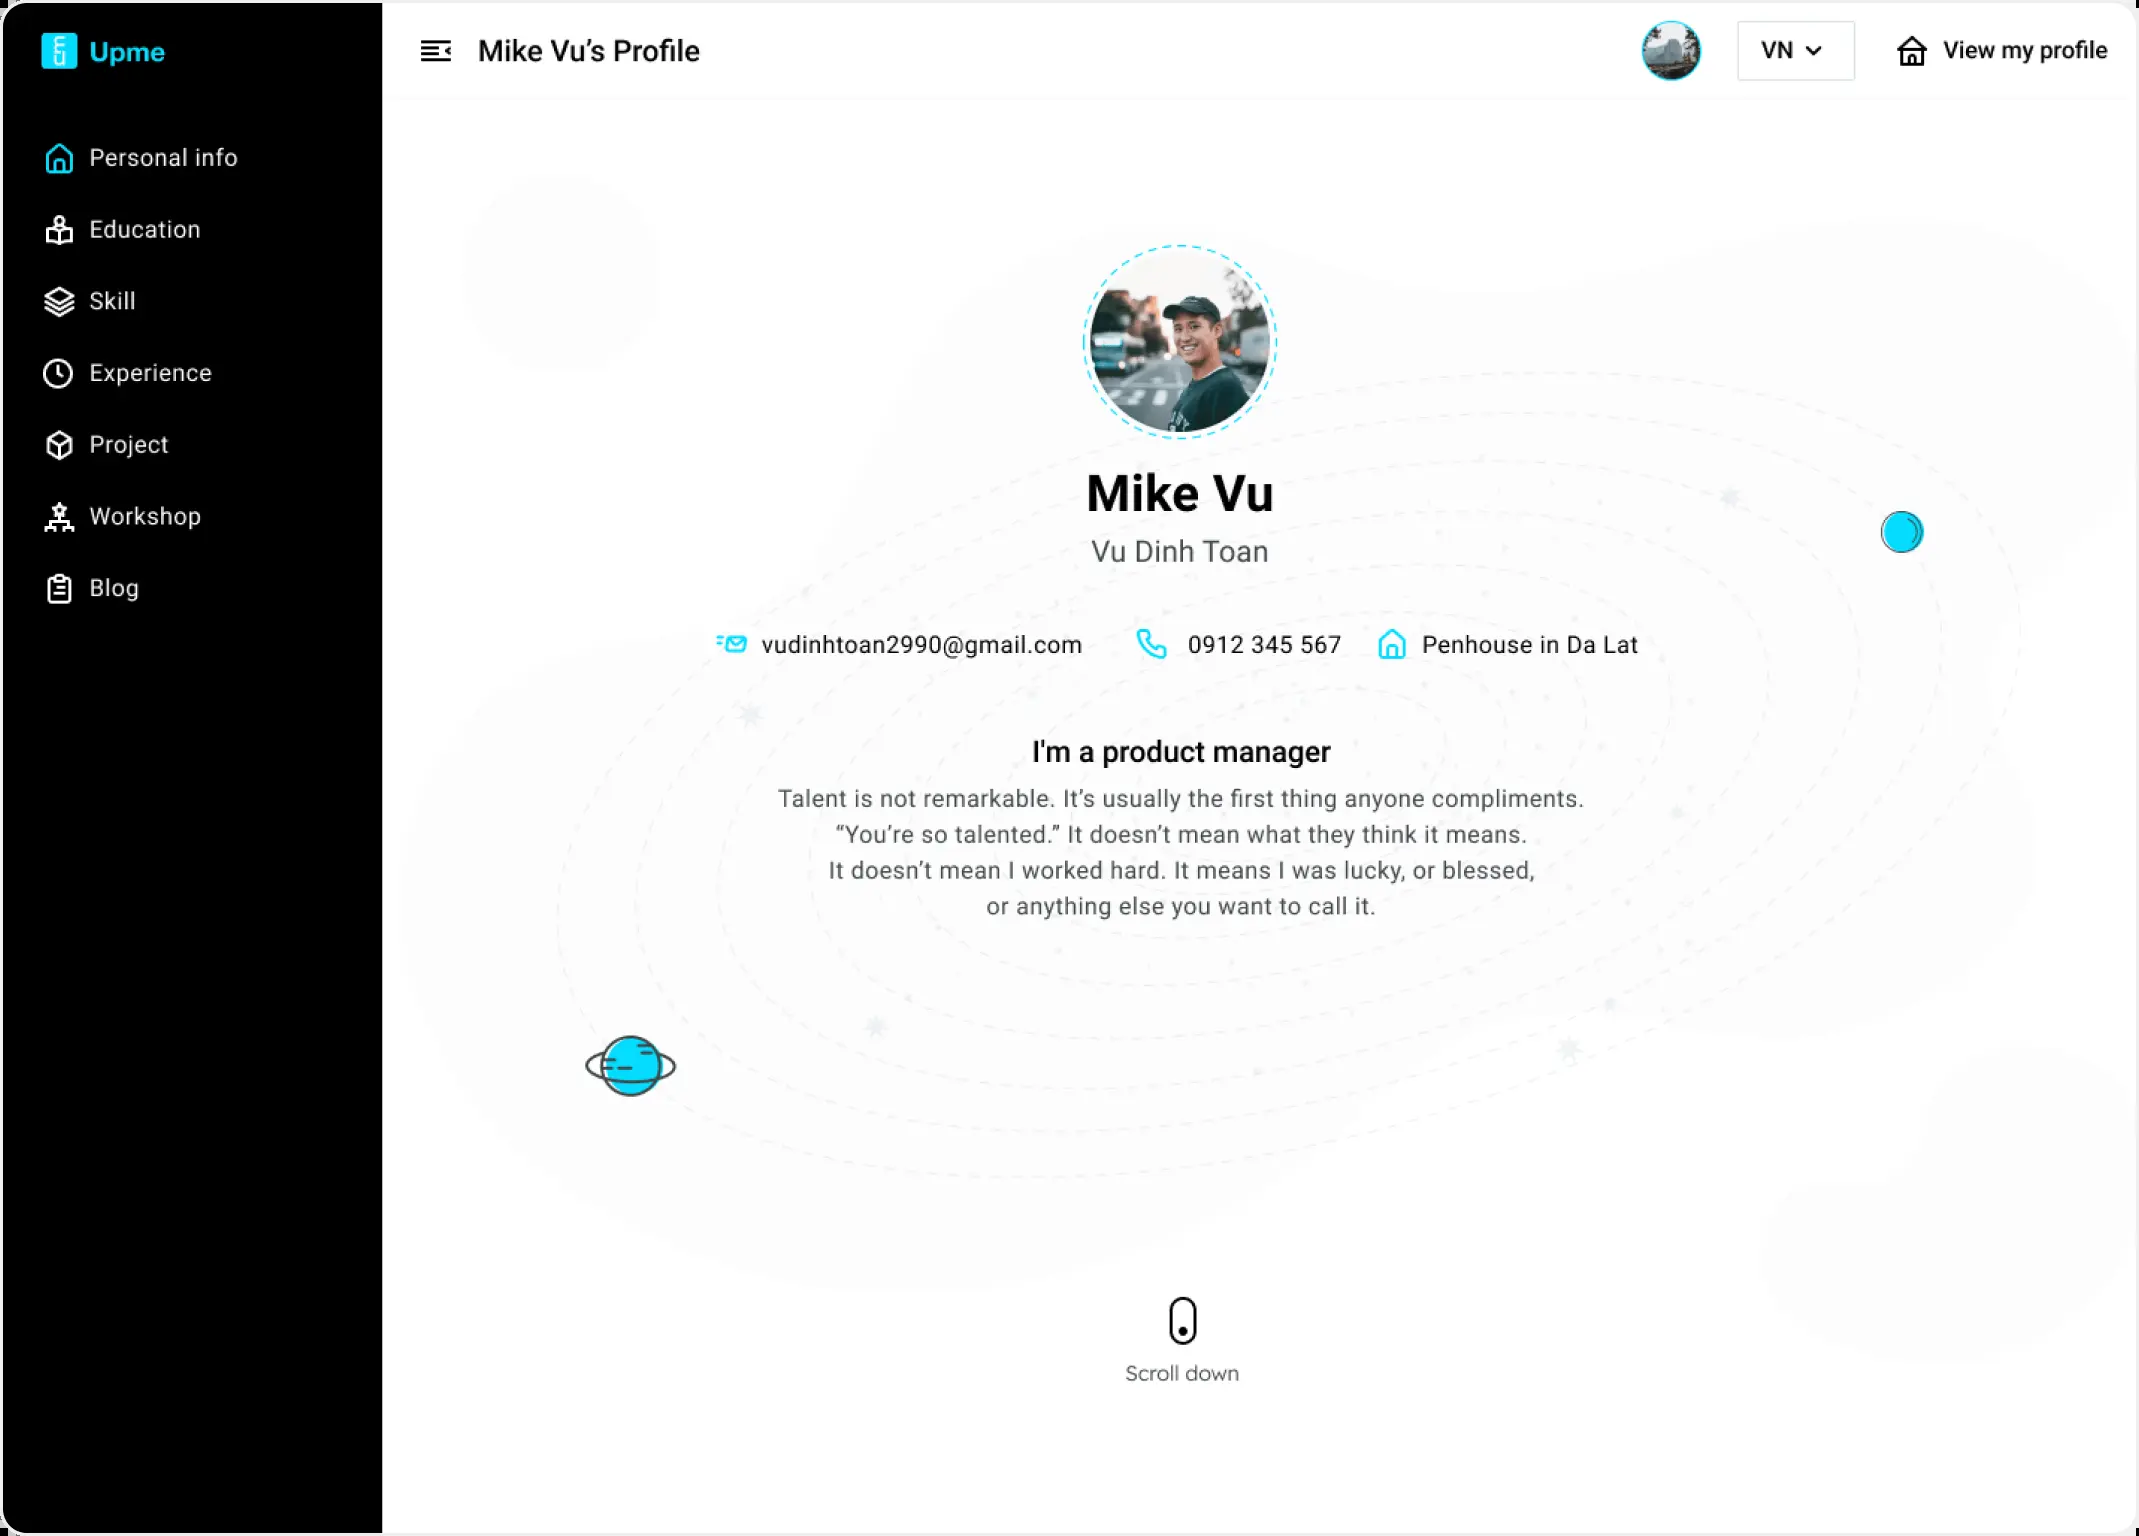 Upme
Mike Vu’s Profile
VN
View my profile
Personal info
Education
Skill
Experience
Project
Workshop
Blog
Mike Vu
Vu Dinh Toan
vudinhtoan2990@gmail.com
0912 345 567
Penhouse in Da Lat
I'm a product manager
Talent is not remarkable. It’s usually the first thing anyone compliments.
“You’re so talented.” It doesn’t mean what they think it means.
It doesn’t mean I worked hard. It means I was lucky, or blessed,
or anything else you want to call it.
Scroll down